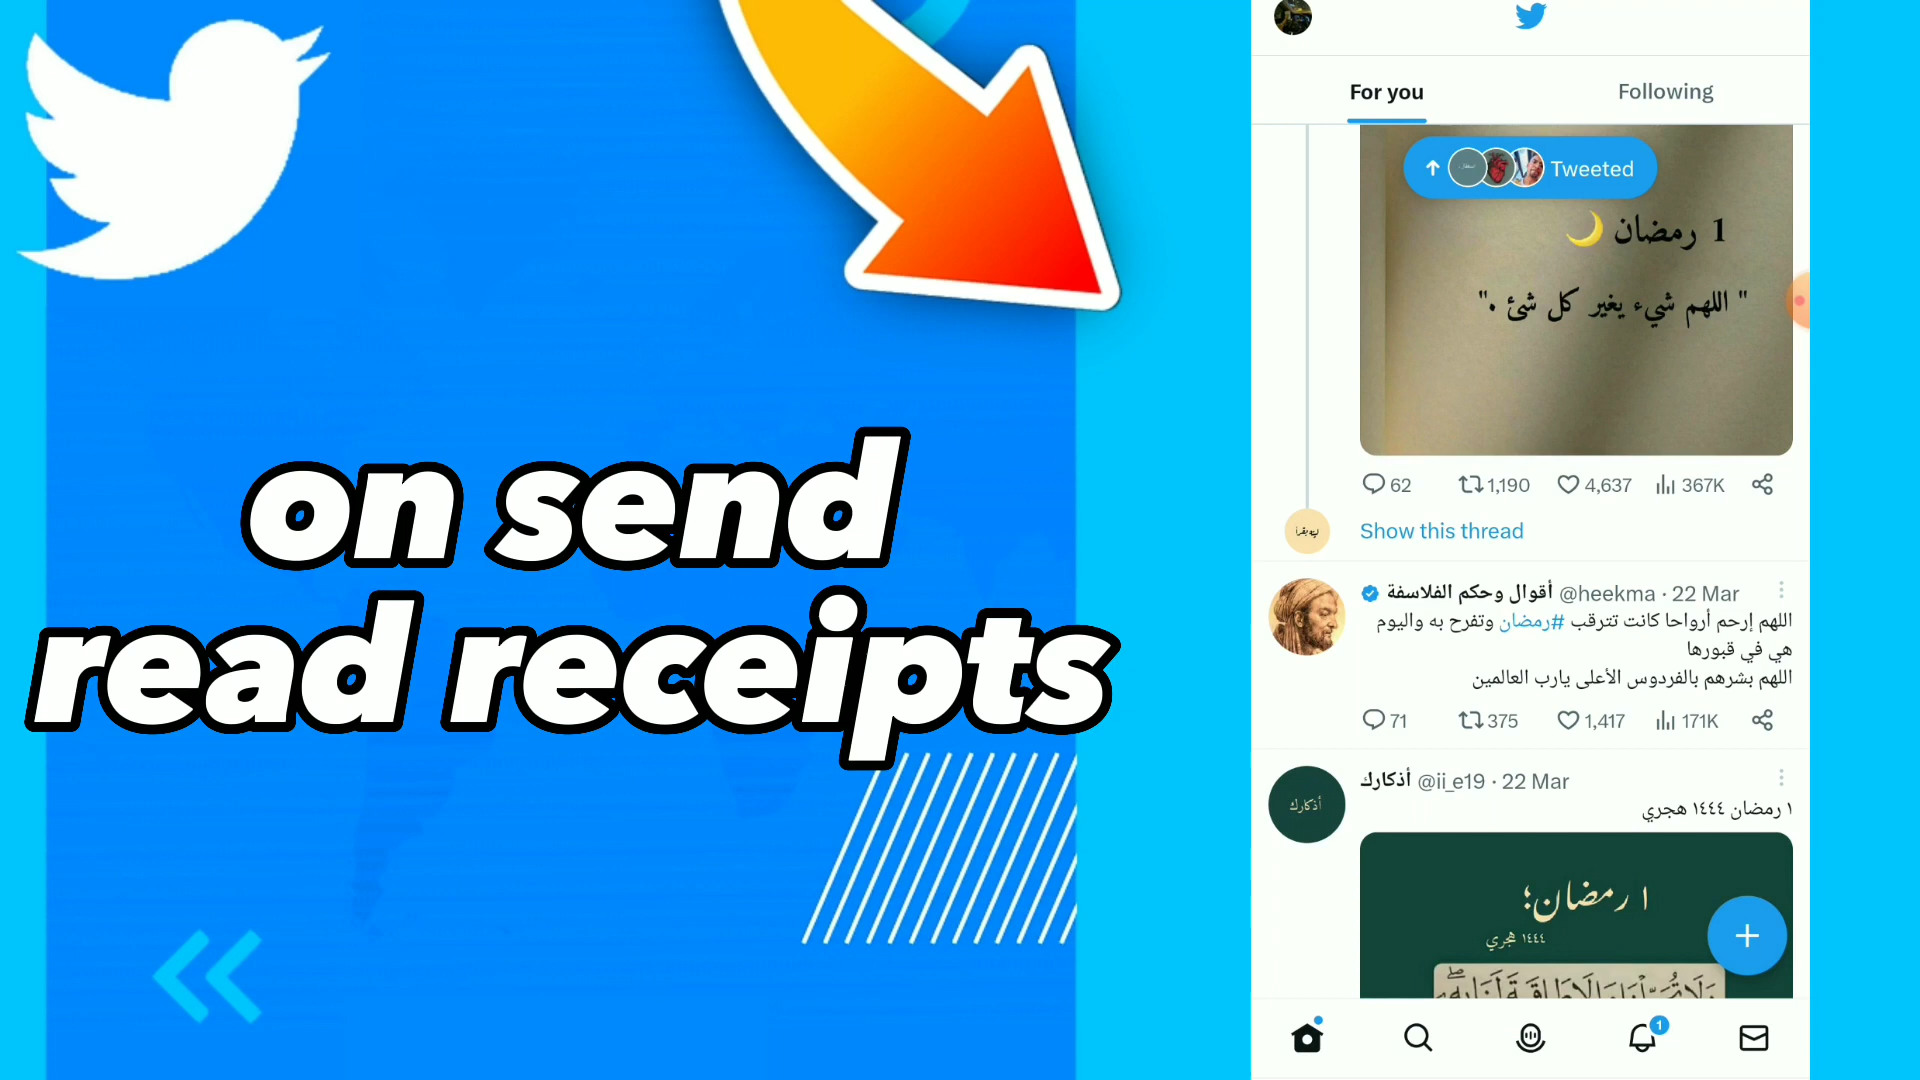 on send
read receipts
For you
Following
Tweeted
1 رمضان 🌙
" اللهم شيء يغير كل شئ ."
62
1,190
4,637
367K
Show this thread
أقوال وحكم الفلاسفة @heekma · 22 Mar
اللهم إرحم أرواحا كانت تترقب #رمضان وتفرح به واليوم
هي في قبورها
اللهم بشرهم بالفردوس الأعلى يارب العالمين
71
375
1,417
171K
أذكارك @ii_e19 · 22 Mar
١ رمضان ١٤٤٤ هجري
أذكارك
١ رمضان؛
١٤٤٤ هجري
1